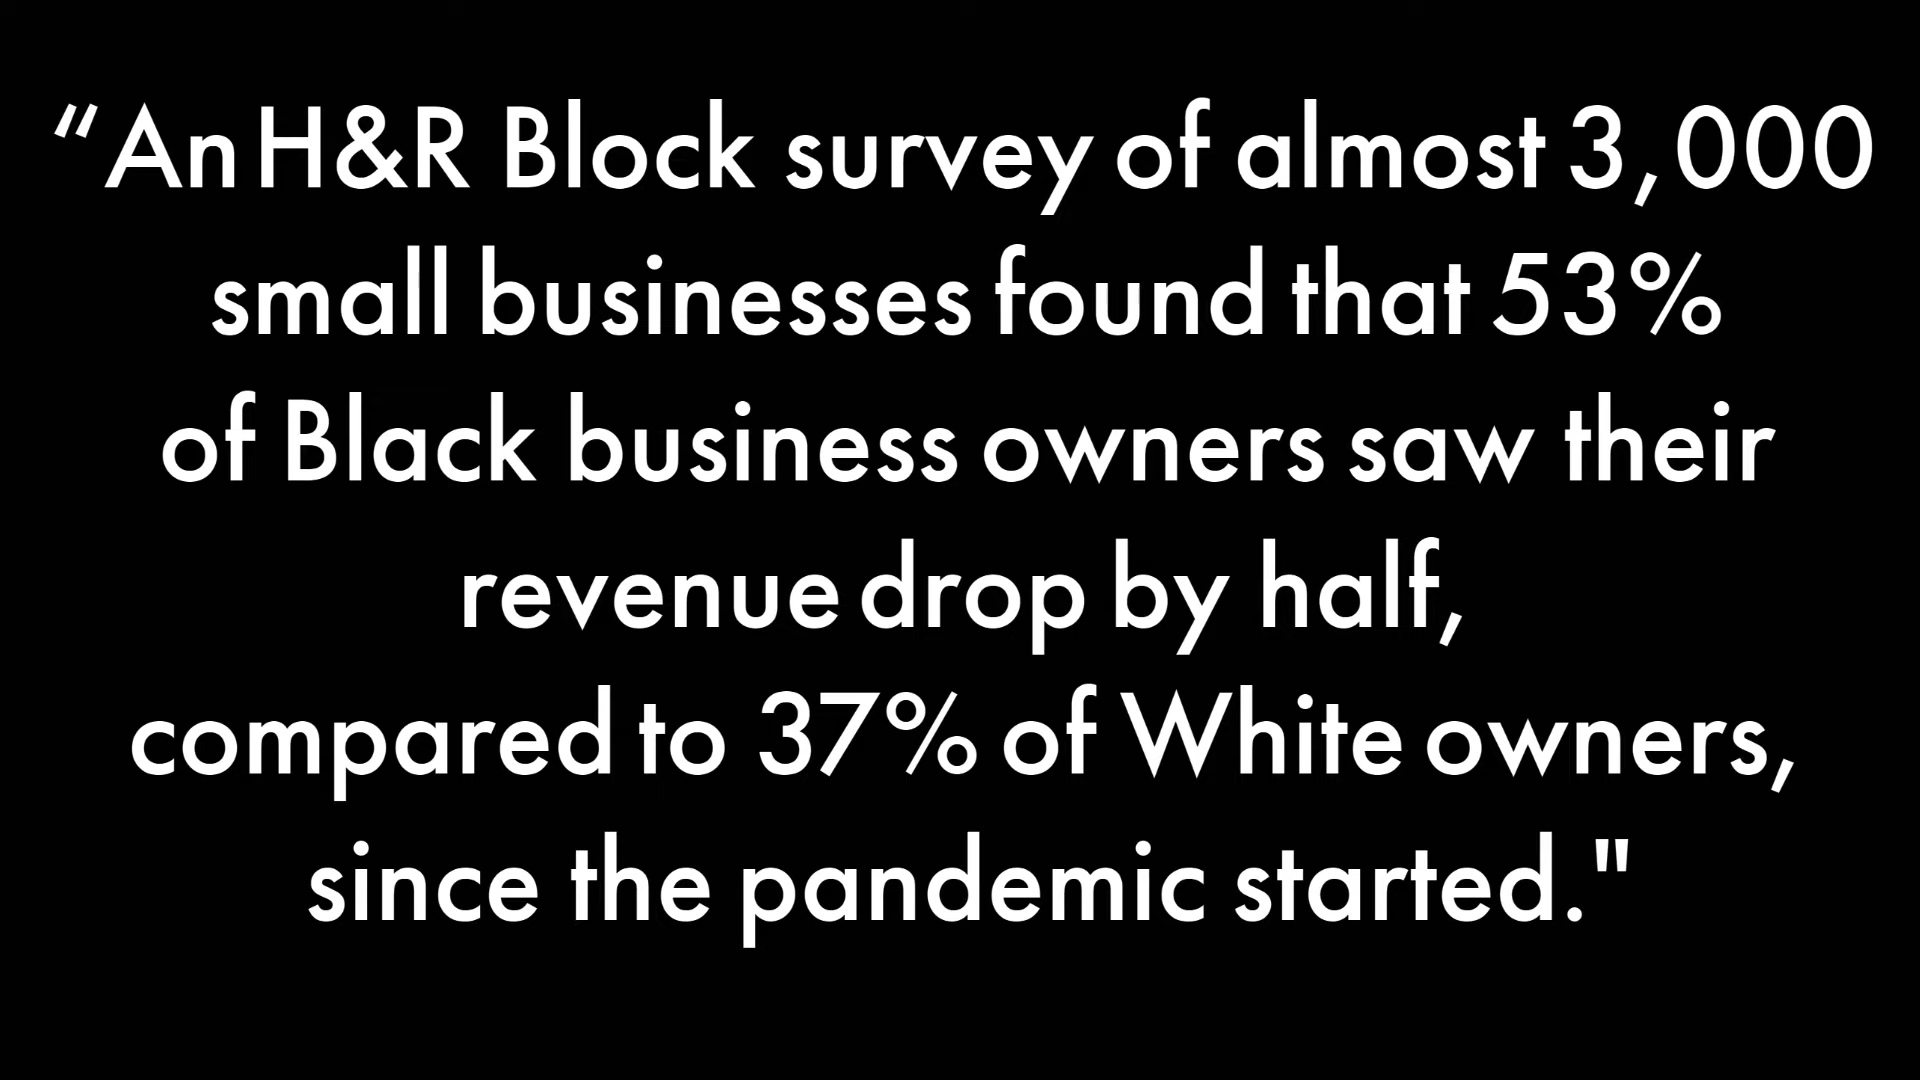 “An H&R Block survey of almost 3,000
small businesses found that 53%
of Black business owners saw their
revenue drop by half,
compared to 37% of White owners,
since the pandemic started."